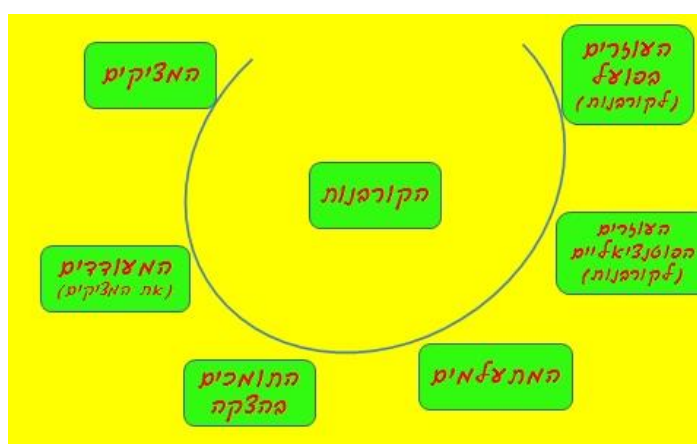 העוזרים
בפועל
(לקורבנות)
המציקים
הקורבנות
העוזרים
הפוטנציאליים
(לקורבנות)
המעודדים
(את המציקים)
המתעלמים
התומכים
בהצקה